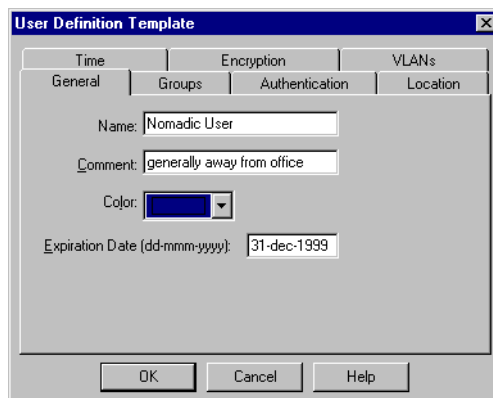 User Definition Template
Time Encryption VLANs
General Groups Authentication Location
Name: Nomadic User
Comment: generally away from office
Color:
Expiration Date (dd-mmm-yyyy): 31-dec-1999
OK Cancel Help